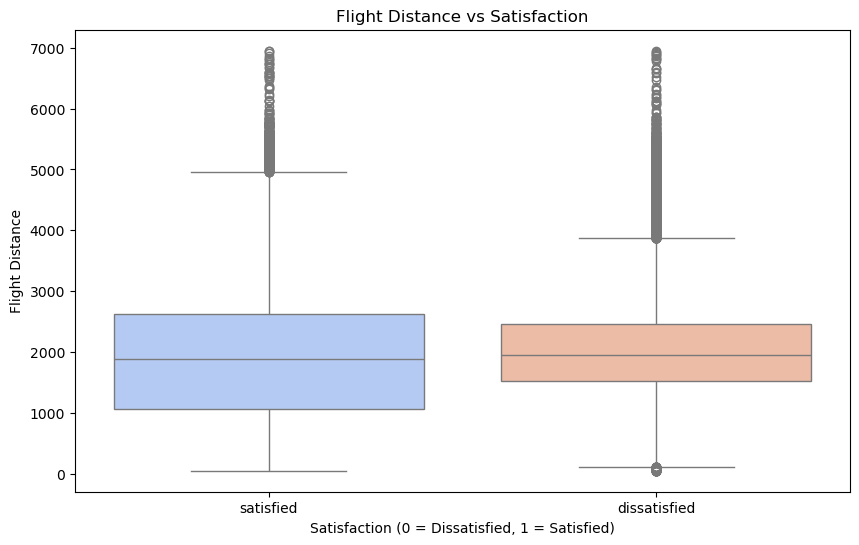 Flight Distance vs Satisfaction
7000
6000
5000
4000
3000
2000
1000
0
Flight Distance
satisfied
dissatisfied
Satisfaction (0 = Dissatisfied, 1 = Satisfied)